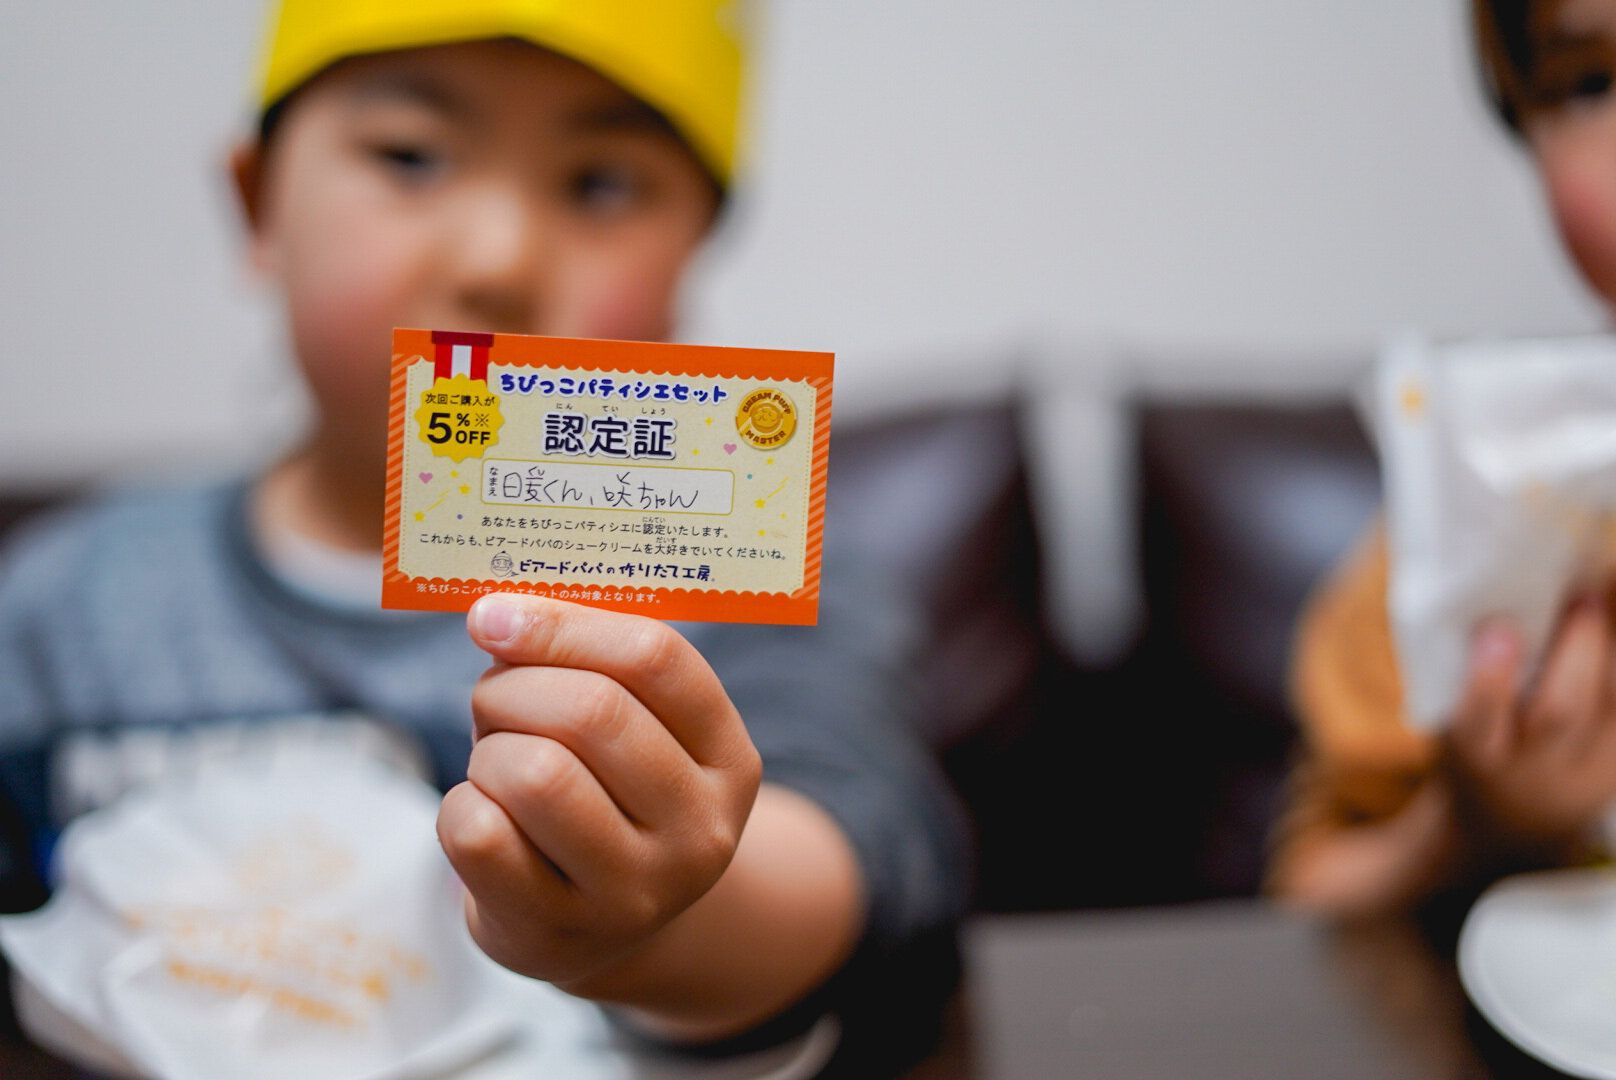 ちびっこパティシエセット
次回ご購入が
5%※
OFF
にん てい しょう
認定証
CREAM PUFF
MASTER
なまえ
暖くん、咲ちゃん
にんてい
あなたをちびっこパティシエに認定いたします。
だいす
これからも、ビアードパパのシュークリームを大好きでいてくださいね。
ビアードパパの作りたて工房®
※ちびっこパティシエセットのみ対象となります。